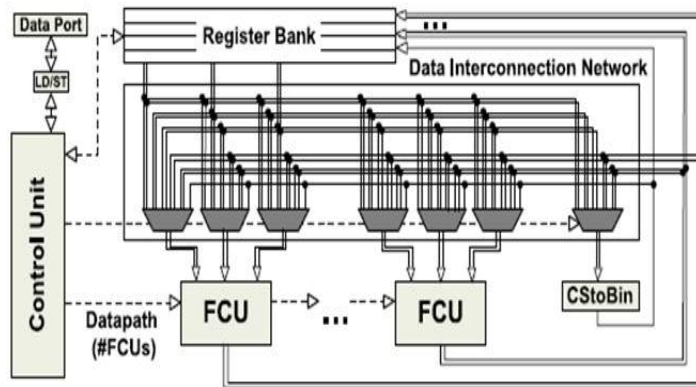 Data Port
Register Bank
...
LD/ST
Data Interconnection Network
Control Unit
Datapath
(#FCUs)
FCU
...
FCU
CStoBin